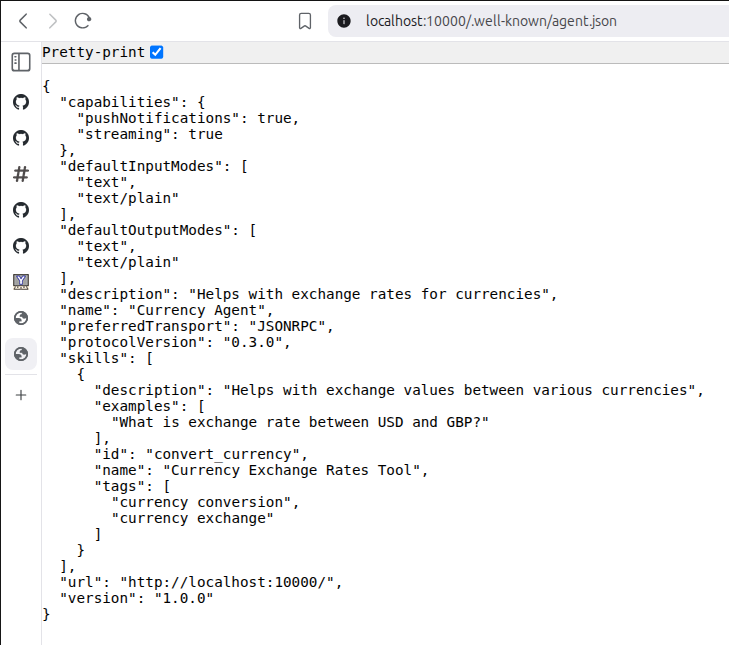 localhost:10000/.well-known/agent.json
Pretty-print
{
  "capabilities": {
    "pushNotifications": true,
    "streaming": true
  },
  "defaultInputModes": [
    "text",
    "text/plain"
  ],
  "defaultOutputModes": [
    "text",
    "text/plain"
  ],
  "description": "Helps with exchange rates for currencies",
  "name": "Currency Agent",
  "preferredTransport": "JSONRPC",
  "protocolVersion": "0.3.0",
  "skills": [
    {
      "description": "Helps with exchange values between various currencies",
      "examples": [
        "What is exchange rate between USD and GBP?"
      ],
      "id": "convert_currency",
      "name": "Currency Exchange Rates Tool",
      "tags": [
        "currency conversion",
        "currency exchange"
      ]
    }
  ],
  "url": "http://localhost:10000/",
  "version": "1.0.0"
}